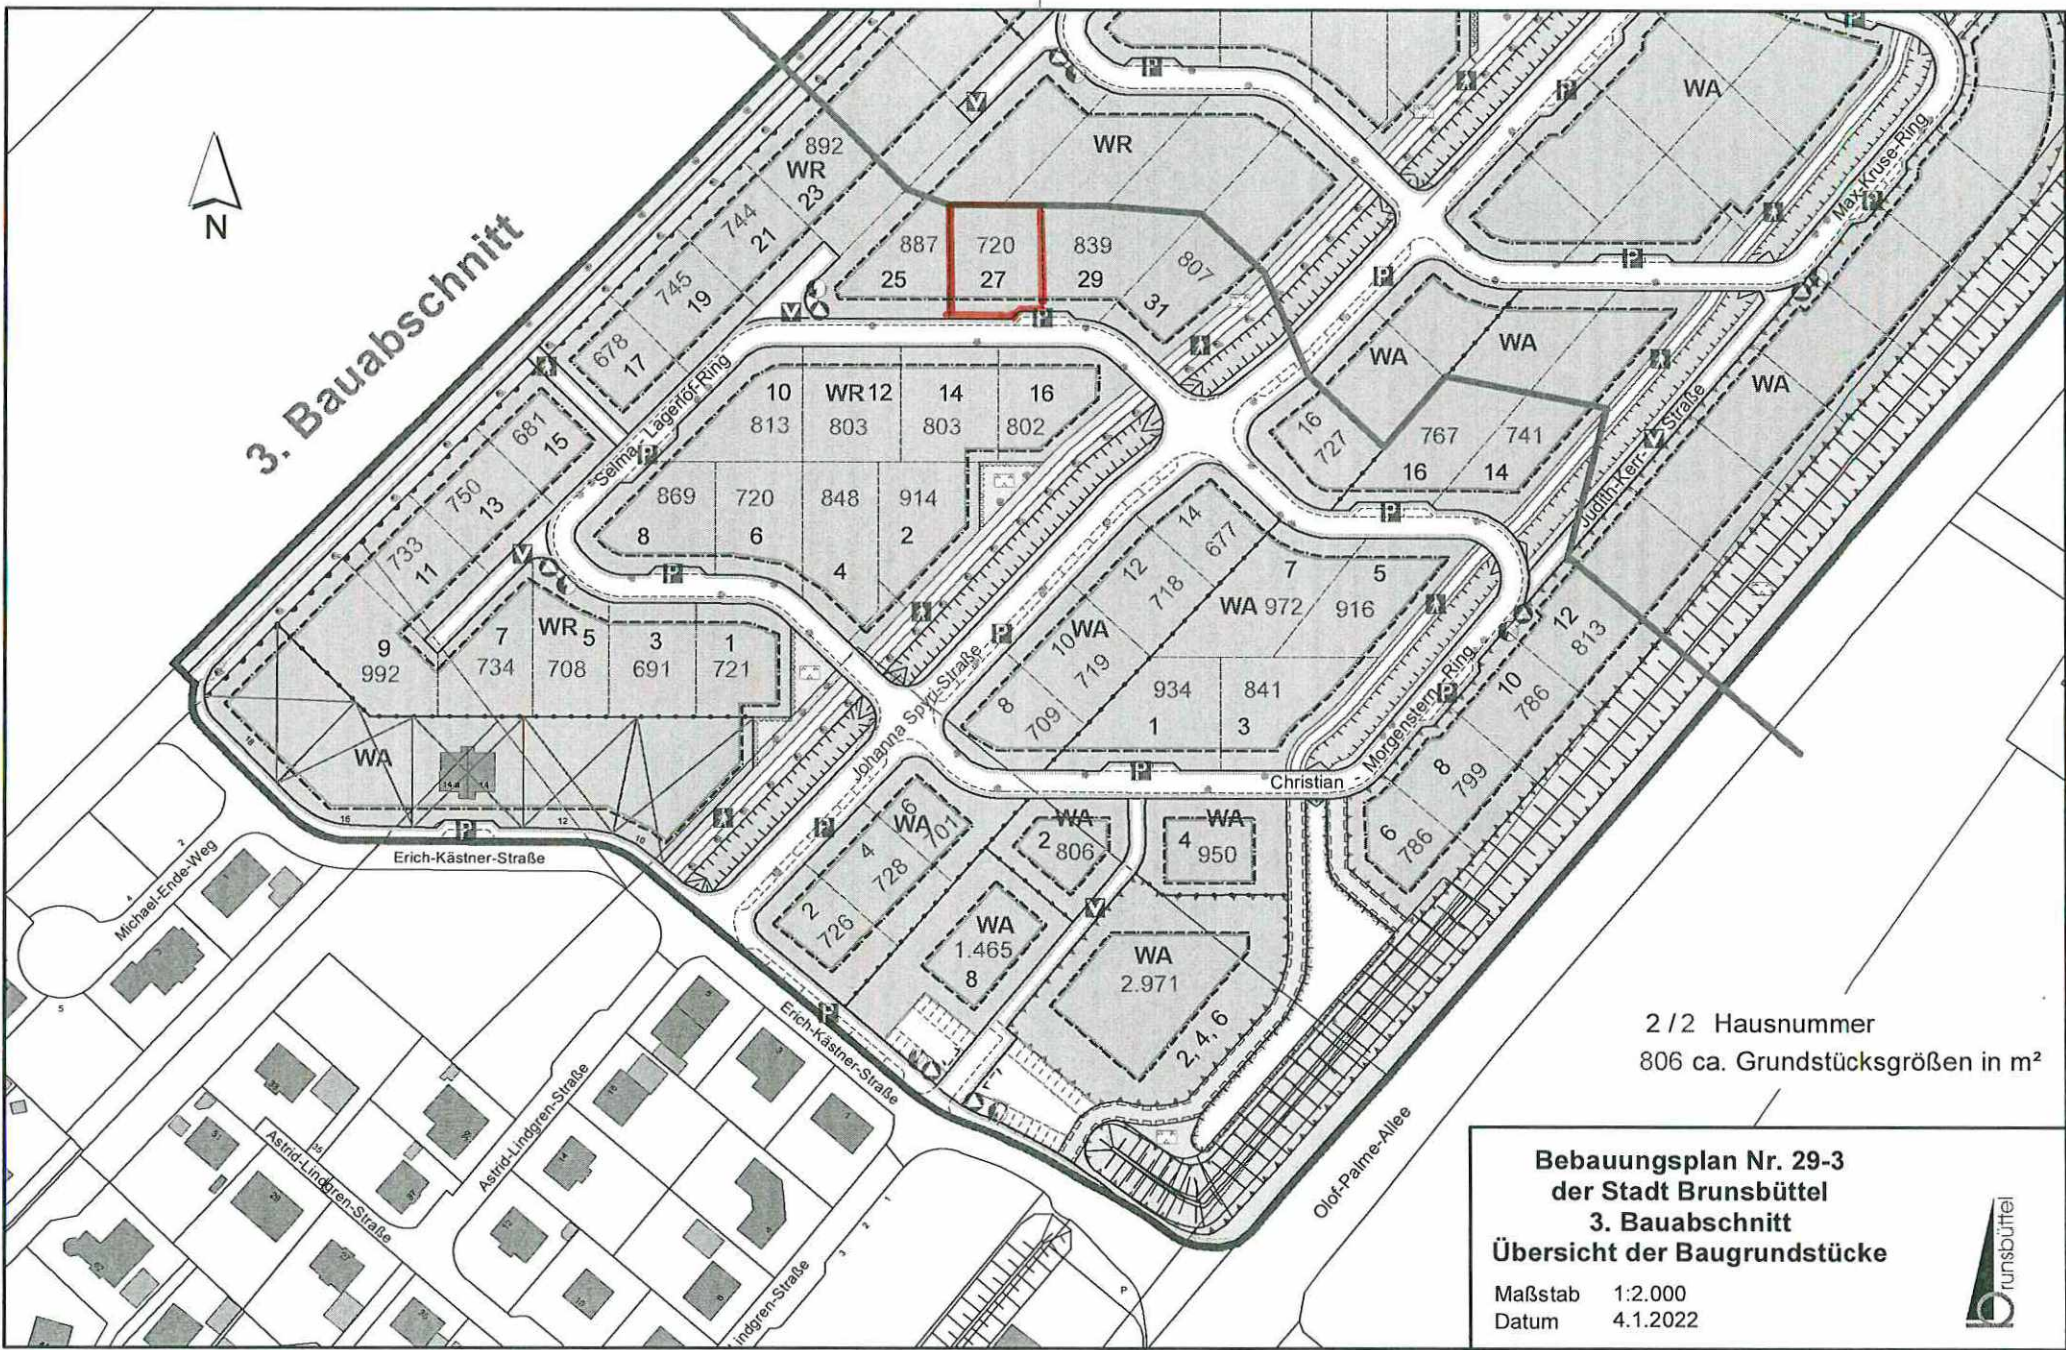 3. Bauabschnitt
N
WA
WR
892
WR
23
744
21
745
19
678
17
887
25
720
27
839
29
807
31
Max-Kruse-Ring
WA
WA
WA
16
727
767
16
741
14
Judith-Kerr-Straße
Selma-Lagerlöf-Ring
10
813
WR 12
803
14
803
16
802
681
15
750
13
733
11
869
8
720
6
848
4
914
2
9
992
7
734
WR 5
708
3
691
1
721
14
677
12
718
10
WA
719
8
709
7
WA 972
5
916
934
1
841
3
12
813
10
786
8
799
6
786
Johanna-Spyri-Straße
Christian - Morgenstern - Ring
WA
14 a
14
18
16
12
10
P
Erich-Kästner-Straße
6
WA
701
4
728
2
726
WA
2
806
WA
4
950
WA
1.465
8
WA
2.971
2, 4, 6
Michael-Ende-Weg
Erich-Kästner-Straße
Astrid-Lindgren-Straße
Astrid-Lindgren-Straße
indgren-Straße
Olof-Palme-Allee
2 / 2 Hausnummer
806 ca. Grundstücksgrößen in m²
Bebauungsplan Nr. 29-3
der Stadt Brunsbüttel
3. Bauabschnitt
Übersicht der Baugrundstücke
Maßstab 1:2.000
Datum 4.1.2022
runsbüttel